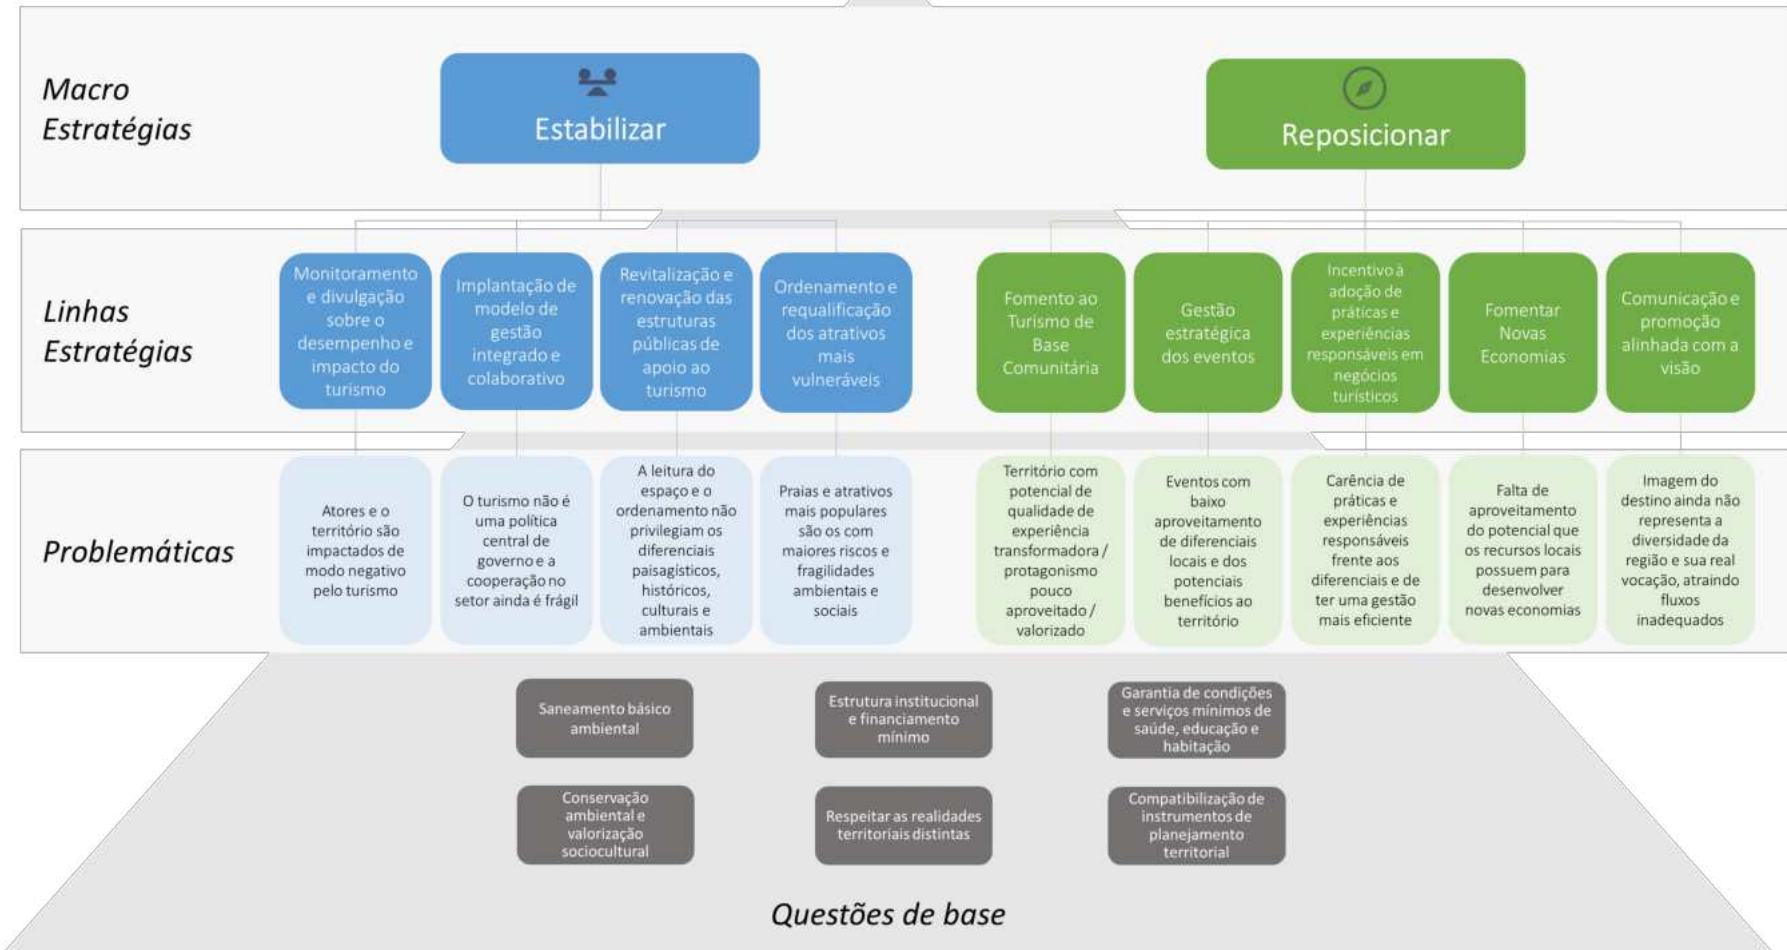 Macro
Estratégias
Estabilizar
Reposicionar
Linhas
Estratégias
Monitoramento
e divulgação
sobre o
desempenho e
impacto do
turismo
Implantação de
modelo de
gestão
integrado e
colaborativo
Revitalização e
renovação das
estruturas
públicas de
apoio ao
turismo
Ordenamento e
requalificação
dos atrativos
mais
vulneráveis
Fomento ao
Turismo de
Base
Comunitária
Gestão
estratégica
dos eventos
Incentivo à
adoção de
práticas e
experiências
responsáveis em
negócios
turísticos
Fomentar
Novas
Economias
Comunicação e
promoção
alinhada com a
visão
Problemáticas
Atores e o
território são
impactados de
modo negativo
pelo turismo
O turismo não é
uma política
central de
governo e a
cooperação no
setor ainda é frágil
A leitura do
espaço e o
ordenamento não
privilegiam os
diferenciais
paisagísticos,
históricos,
culturais e
ambientais
Praias e atrativos
mais populares
são os com
maiores riscos e
fragilidades
ambientais e
sociais
Território com
potencial de
qualidade de
experiência
transformadora /
protagonismo
pouco
aproveitado /
valorizado
Eventos com
baixo
aproveitamento
de diferenciais
locais e dos
potenciais
benefícios ao
território
Carência de
práticas e
experiências
responsáveis
frente aos
diferenciais e de
ter uma gestão
mais eficiente
Falta de
aproveitamento
do potencial que
os recursos locais
possuem para
desenvolver
novas economias
Imagem do
destino ainda não
representa a
diversidade da
região e sua real
vocação, atraindo
fluxos
inadequados
Saneamento básico
ambiental
Estrutura institucional
e financiamento
mínimo
Garantia de condições
e serviços mínimos de
saúde, educação e
habitação
Conservação
ambiental e
valorização
sociocultural
Respeitar as realidades
territoriais distintas
Compatibilização de
instrumentos de
planejamento
territorial
Questões de base